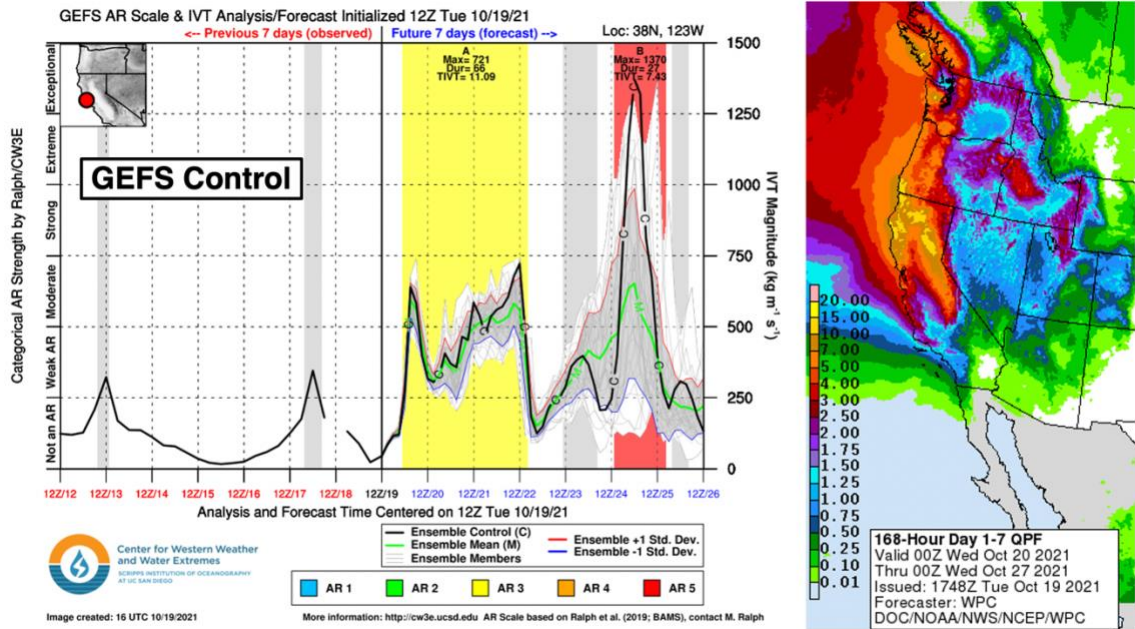 GEFS AR Scale & IVT Analysis/Forecast Initialized 12Z Tue 10/19/21
<-- Previous 7 days (observed)
Future 7 days (forecast) -->
Loc: 38N, 123W
A
Max= 721
Dur= 66
TIVT= 11.09
B
Max= 1370
Dur= 27
TIVT= 7.43
GEFS Control
Categorical AR Strength by Ralph/CW3E
Exceptional
Extreme
Strong
Moderate
Weak AR
Not an AR
1500
1250
1000
750
500
250
0
IVT Magnitude (kg m⁻¹ s⁻¹)
C C C C C C C C C C
M M
12Z/12 12Z/13 12Z/14 12Z/15 12Z/16 12Z/17 12Z/18 12Z/19 12Z/20 12Z/21 12Z/22 12Z/23 12Z/24 12Z/25 12Z/26
Analysis and Forecast Time Centered on 12Z Tue 10/19/21
Center for Western Weather
and Water Extremes
SCRIPPS INSTITUTION OF OCEANOGRAPHY
AT UC SAN DIEGO
Ensemble Control (C)
Ensemble Mean (M)
Ensemble Members
Ensemble +1 Std. Dev.
Ensemble -1 Std. Dev.
AR 1 AR 2 AR 3 AR 4 AR 5
Image created: 16 UTC 10/19/2021
More information: http://cw3e.ucsd.edu AR Scale based on Ralph et al. (2019; BAMS), contact M. Ralph
20.00
15.00
10.00
7.00
5.00
4.00
3.00
2.50
2.00
1.75
1.50
1.25
1.00
0.75
0.50
0.25
0.10
0.01
168-Hour Day 1-7 QPF
Valid 00Z Wed Oct 20 2021
Thru 00Z Wed Oct 27 2021
Issued: 1748Z Tue Oct 19 2021
Forecaster: WPC
DOC/NOAA/NWS/NCEP/WPC